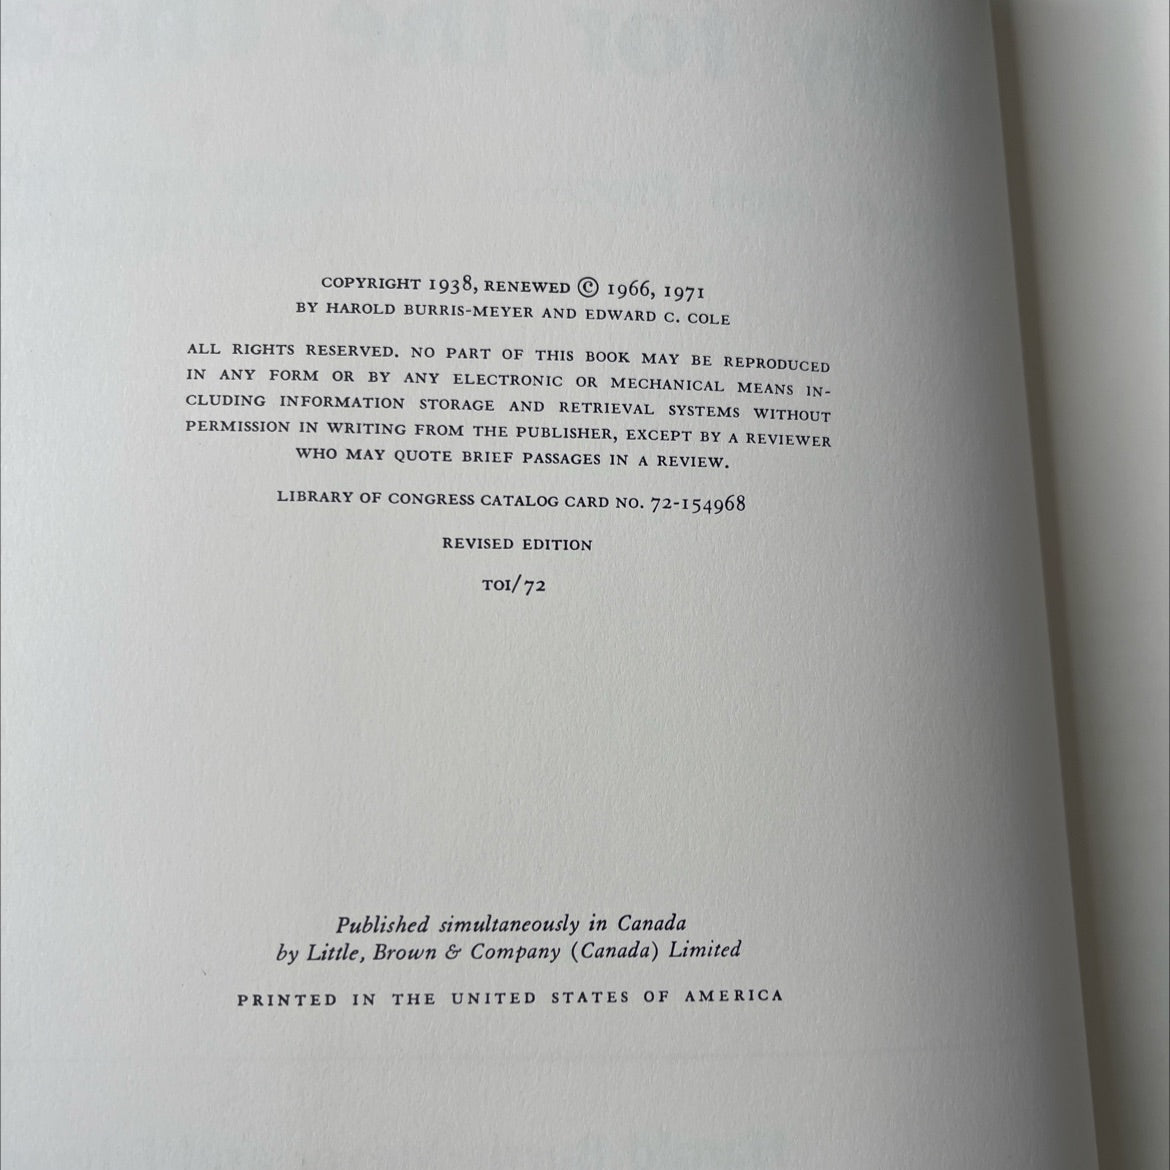 COPYRIGHT 1938, RENEWED © 1966, 1971
BY HAROLD BURRIS-MEYER AND EDWARD C. COLE
ALL RIGHTS RESERVED. NO PART OF THIS BOOK MAY BE REPRODUCED
IN ANY FORM OR BY ANY ELECTRONIC OR MECHANICAL MEANS IN-
CLUDING INFORMATION STORAGE AND RETRIEVAL SYSTEMS WITHOUT
PERMISSION IN WRITING FROM THE PUBLISHER, EXCEPT BY A REVIEWER
WHO MAY QUOTE BRIEF PASSAGES IN A REVIEW.
LIBRARY OF CONGRESS CATALOG CARD NO. 72-154968
REVISED EDITION
TOI/72
Published simultaneously in Canada
by Little, Brown & Company (Canada) Limited
PRINTED IN THE UNITED STATES OF AMERICA